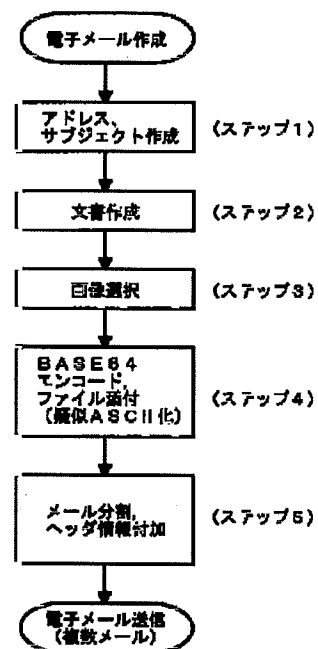 電子メール作成
アドレス、
サブジェクト作成
(ステップ1)
文書作成
(ステップ2)
画像選択
(ステップ3)
BASE64
エンコード,
ファイル添付
(疑似ASCII化)
(ステップ4)
メール分割,
ヘッダ情報付加
(ステップ5)
電子メール送信
(複数メール)